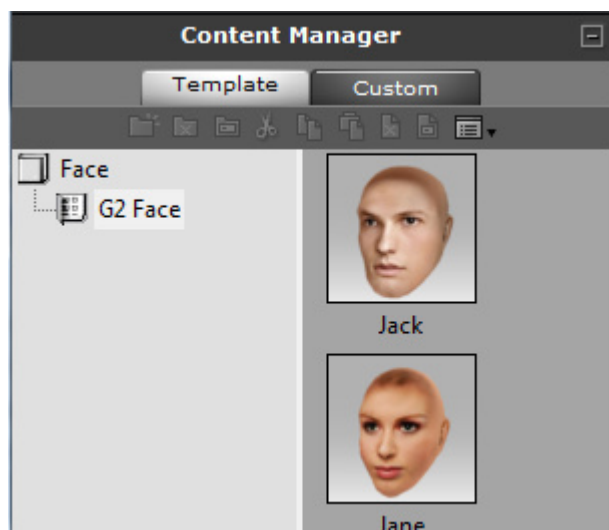 Content Manager
Template
Custom
Face
G2 Face
Jack
Jane